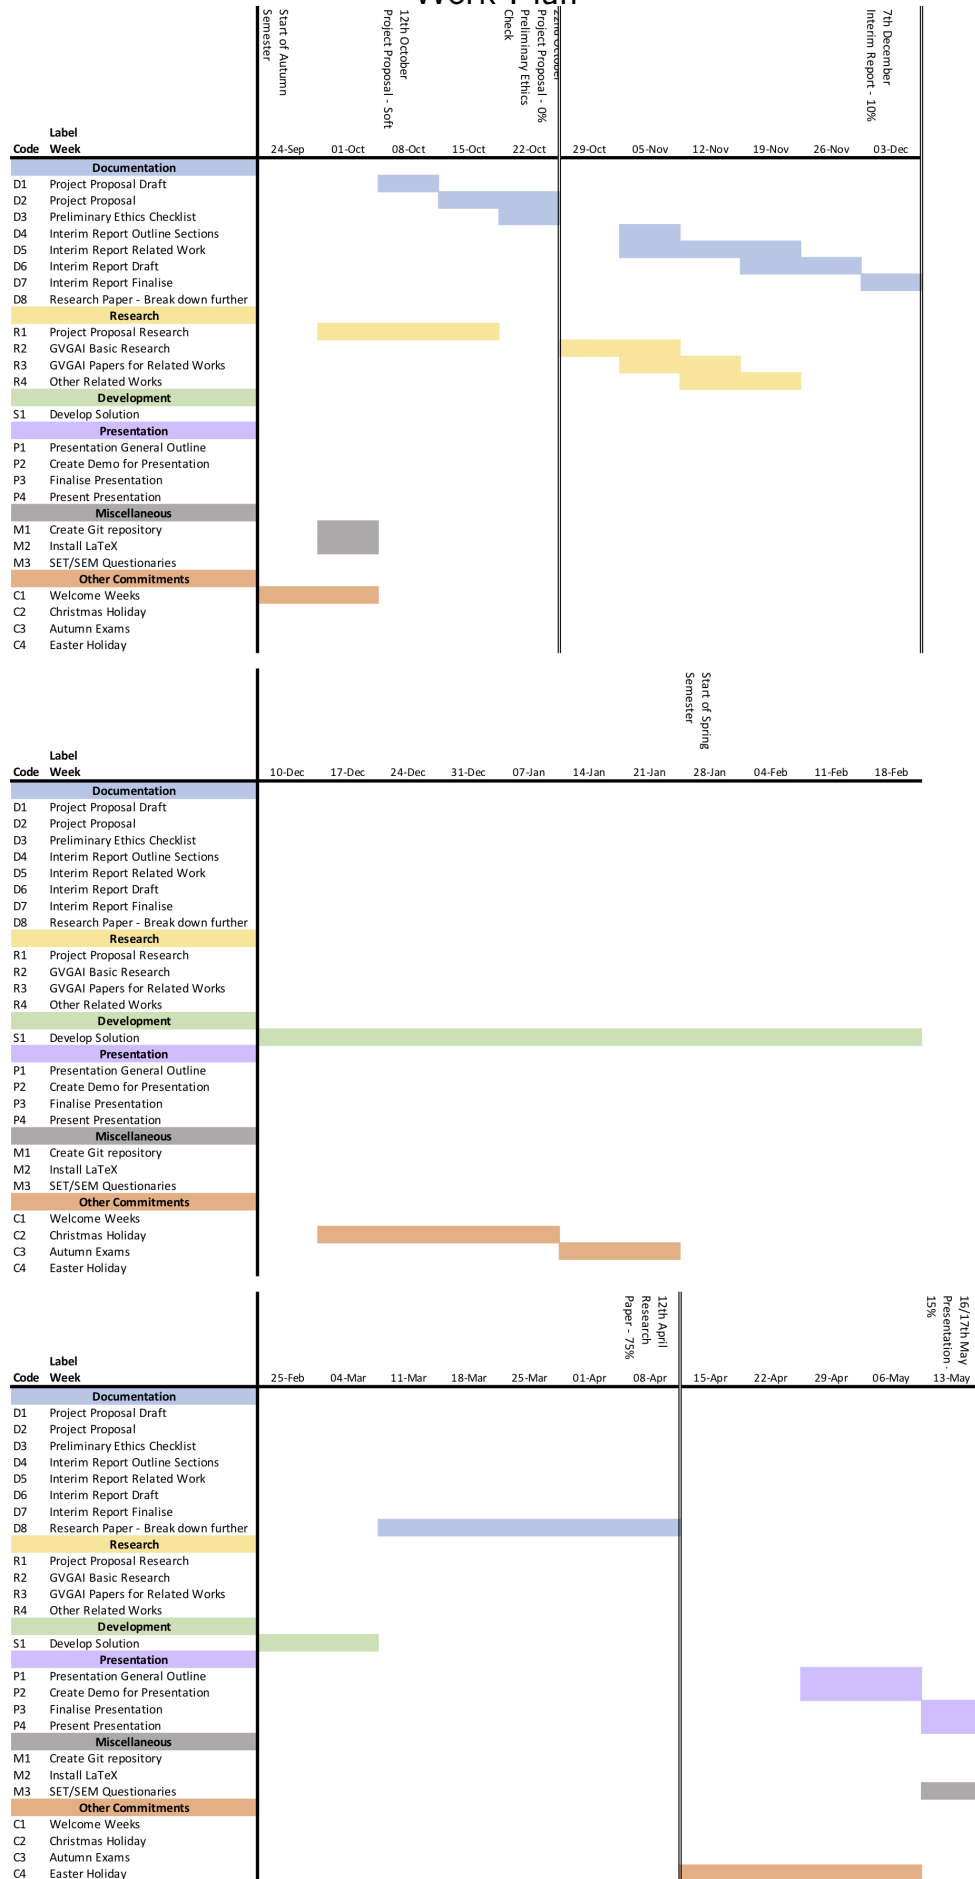 Work Plan
Start of Autumn
Semester
12th October
Project Proposal - Soft
22nd October
Project Proposal - 0%
Preliminary Ethics
Check
7th December
Interim Report - 10%
Label
Code Week 24-Sep 01-Oct 08-Oct 15-Oct 22-Oct 29-Oct 05-Nov 12-Nov 19-Nov 26-Nov 03-Dec
Documentation
D1 Project Proposal Draft
D2 Project Proposal
D3 Preliminary Ethics Checklist
D4 Interim Report Outline Sections
D5 Interim Report Related Work
D6 Interim Report Draft
D7 Interim Report Finalise
D8 Research Paper - Break down further
Research
R1 Project Proposal Research
R2 GVGAI Basic Research
R3 GVGAI Papers for Related Works
R4 Other Related Works
Development
S1 Develop Solution
Presentation
P1 Presentation General Outline
P2 Create Demo for Presentation
P3 Finalise Presentation
P4 Present Presentation
Miscellaneous
M1 Create Git repository
M2 Install LaTeX
M3 SET/SEM Questionaries
Other Commitments
C1 Welcome Weeks
C2 Christmas Holiday
C3 Autumn Exams
C4 Easter Holiday
Start of Spring
Semester
Label
Code Week 10-Dec 17-Dec 24-Dec 31-Dec 07-Jan 14-Jan 21-Jan 28-Jan 04-Feb 11-Feb 18-Feb
Documentation
D1 Project Proposal Draft
D2 Project Proposal
D3 Preliminary Ethics Checklist
D4 Interim Report Outline Sections
D5 Interim Report Related Work
D6 Interim Report Draft
D7 Interim Report Finalise
D8 Research Paper - Break down further
Research
R1 Project Proposal Research
R2 GVGAI Basic Research
R3 GVGAI Papers for Related Works
R4 Other Related Works
Development
S1 Develop Solution
Presentation
P1 Presentation General Outline
P2 Create Demo for Presentation
P3 Finalise Presentation
P4 Present Presentation
Miscellaneous
M1 Create Git repository
M2 Install LaTeX
M3 SET/SEM Questionaries
Other Commitments
C1 Welcome Weeks
C2 Christmas Holiday
C3 Autumn Exams
C4 Easter Holiday
12th April
Research
Paper - 75%
16/17th May
Presentation -
15%
Label
Code Week 25-Feb 04-Mar 11-Mar 18-Mar 25-Mar 01-Apr 08-Apr 15-Apr 22-Apr 29-Apr 06-May 13-May
Documentation
D1 Project Proposal Draft
D2 Project Proposal
D3 Preliminary Ethics Checklist
D4 Interim Report Outline Sections
D5 Interim Report Related Work
D6 Interim Report Draft
D7 Interim Report Finalise
D8 Research Paper - Break down further
Research
R1 Project Proposal Research
R2 GVGAI Basic Research
R3 GVGAI Papers for Related Works
R4 Other Related Works
Development
S1 Develop Solution
Presentation
P1 Presentation General Outline
P2 Create Demo for Presentation
P3 Finalise Presentation
P4 Present Presentation
Miscellaneous
M1 Create Git repository
M2 Install LaTeX
M3 SET/SEM Questionaries
Other Commitments
C1 Welcome Weeks
C2 Christmas Holiday
C3 Autumn Exams
C4 Easter Holiday